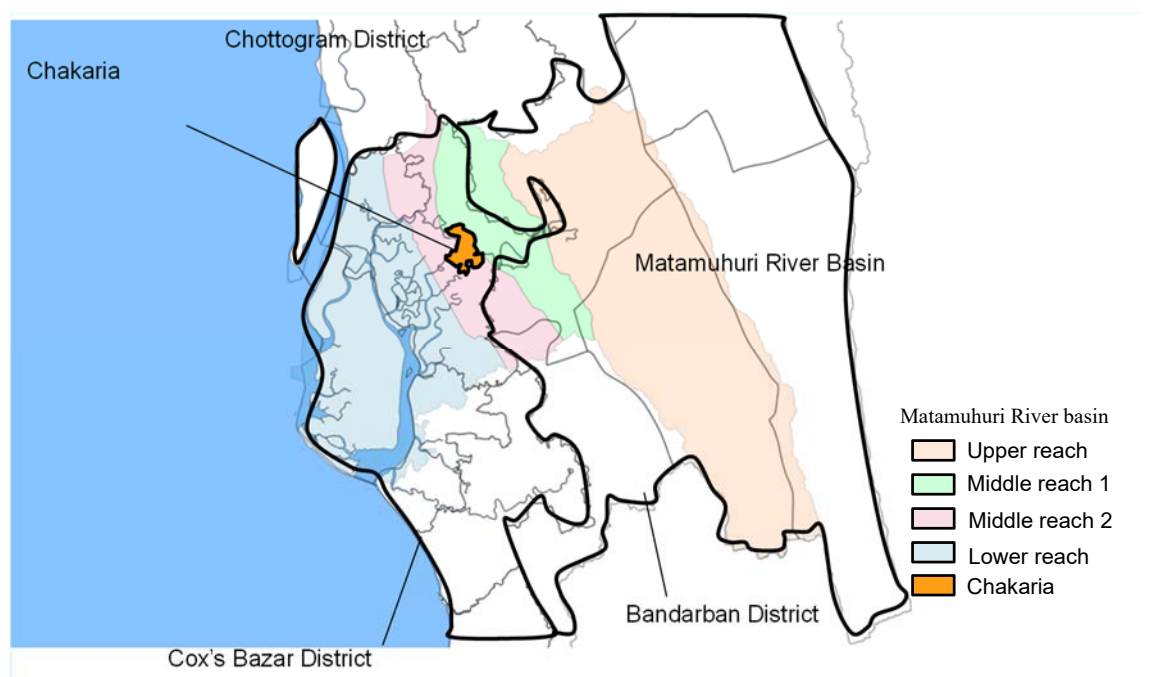 Chottogram District
Chakaria
Matamuhuri River Basin
Matamuhuri River basin
Upper reach
Middle reach 1
Middle reach 2
Lower reach
Chakaria
Bandarban District
Cox's Bazar District